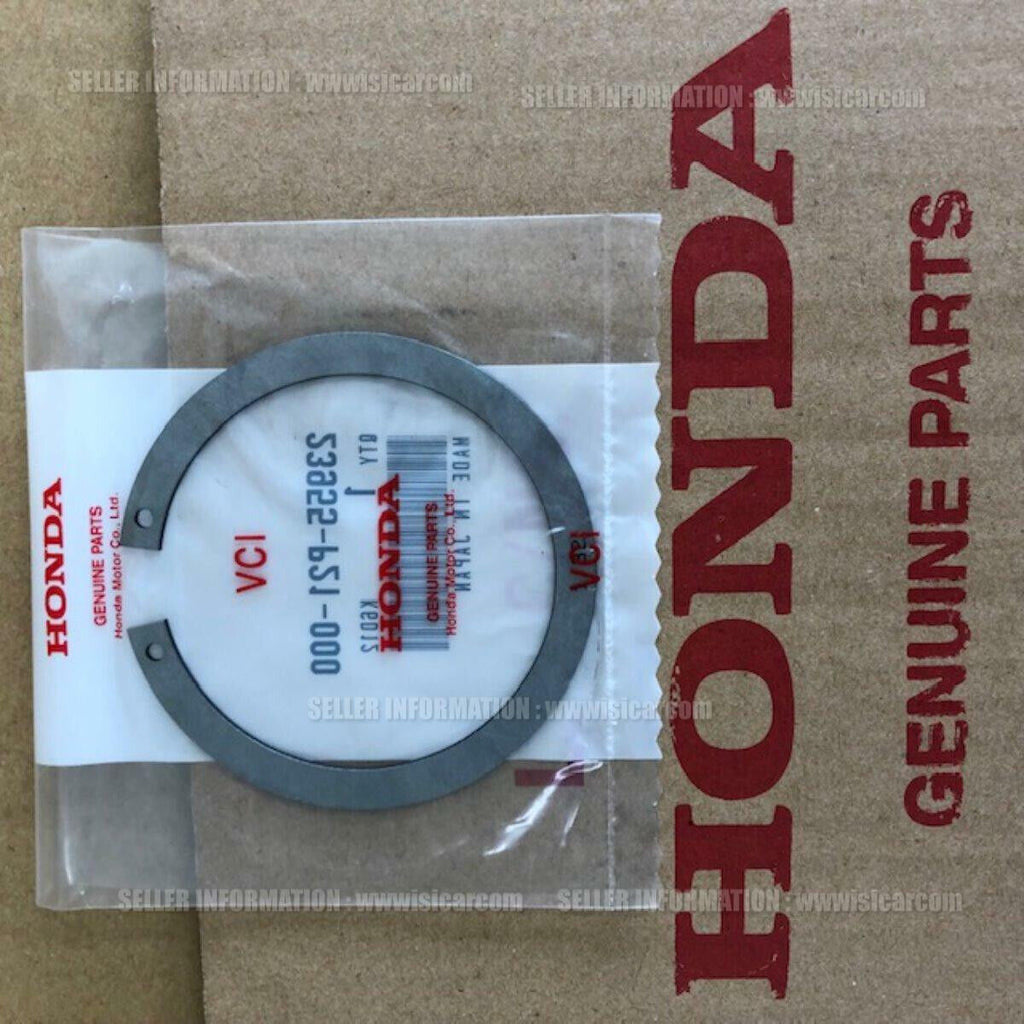 SELLER INFORMATION : wwwisicarcom
SELLER INFORMATION : wwwisicarcom
HONDA
GENUINE PARTS
HONDA
GENUINE PARTS
Honda Motor Co., Ltd.
VCI
23955-P21-000
QTY 1
K6012
MADE IN JAPAN
HONDA
GENUINE PARTS
Honda Motor Co., Ltd.
VCI
SELLER INFORMATION : wwwisicarcom
SELLER INFORMATION : wwwisicarcom
SELLER INFORMATION : wwwisicarcom